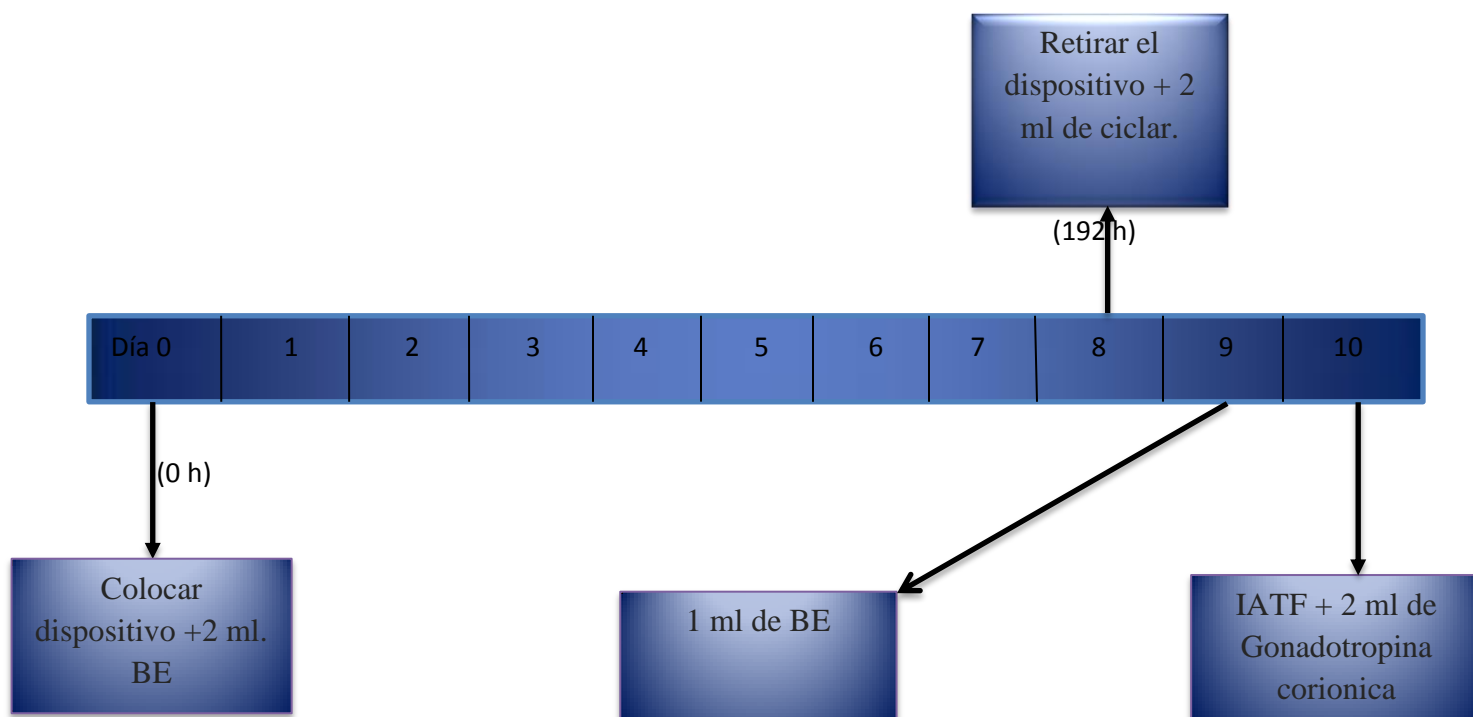 Retirar el
dispositivo + 2
ml de ciclar.
(192 h)
Día 0 1 2 3 4 5 6 7 8 9 10
(0 h)
Colocar
dispositivo +2 ml.
BE
1 ml de BE
IATF + 2 ml de
Gonadotropina
corionica